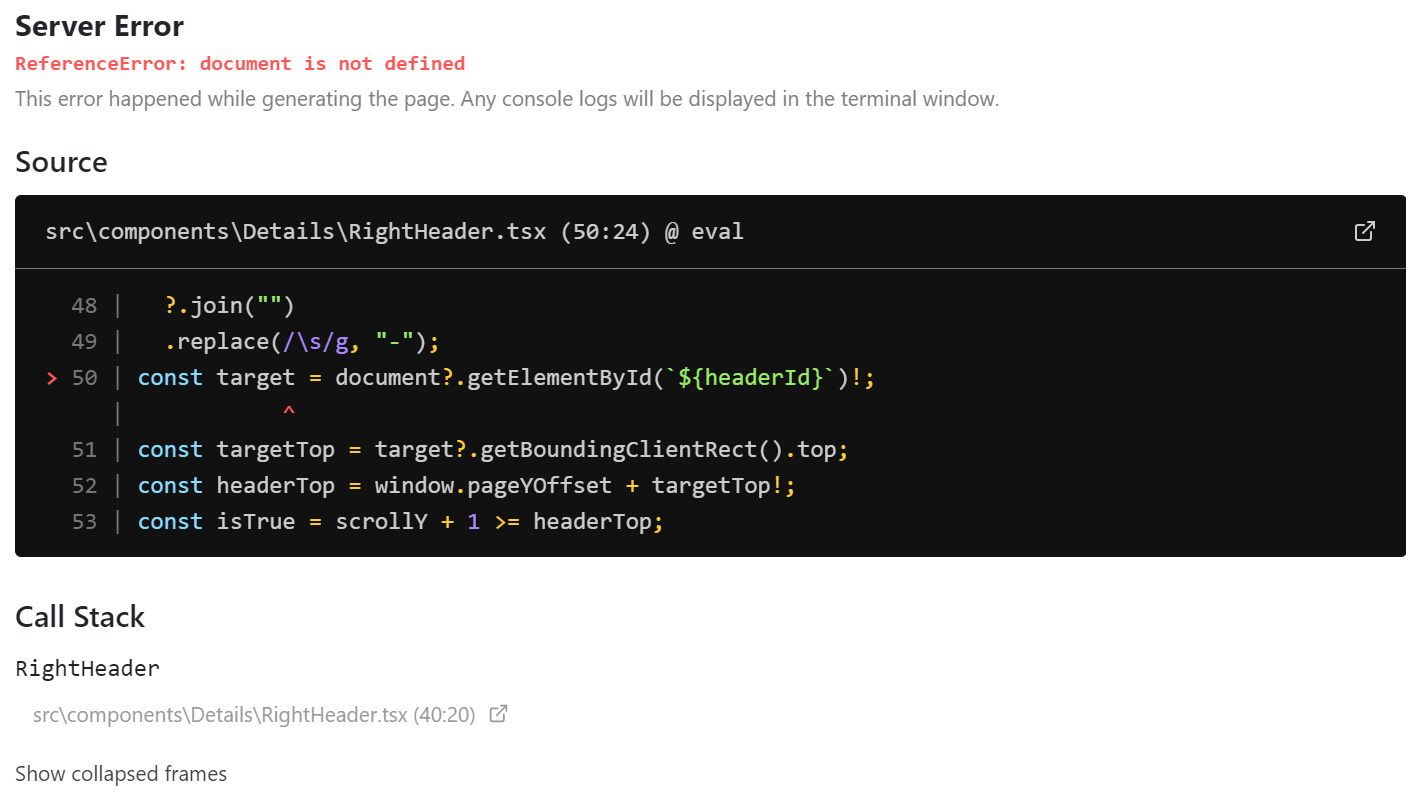 Server Error
ReferenceError: document is not defined
This error happened while generating the page. Any console logs will be displayed in the terminal window.
Source
src\components\Details\RightHeader.tsx (50:24) @ eval
48 |   ?.join("")
49 |   .replace(/\s/g, "-");
> 50 | const target = document?.getElementById(`${headerId}`)!;
|            ^
51 | const targetTop = target?.getBoundingClientRect().top;
52 | const headerTop = window.pageYOffset + targetTop!;
53 | const isTrue = scrollY + 1 >= headerTop;
Call Stack
RightHeader
src\components\Details\RightHeader.tsx (40:20)
Show collapsed frames